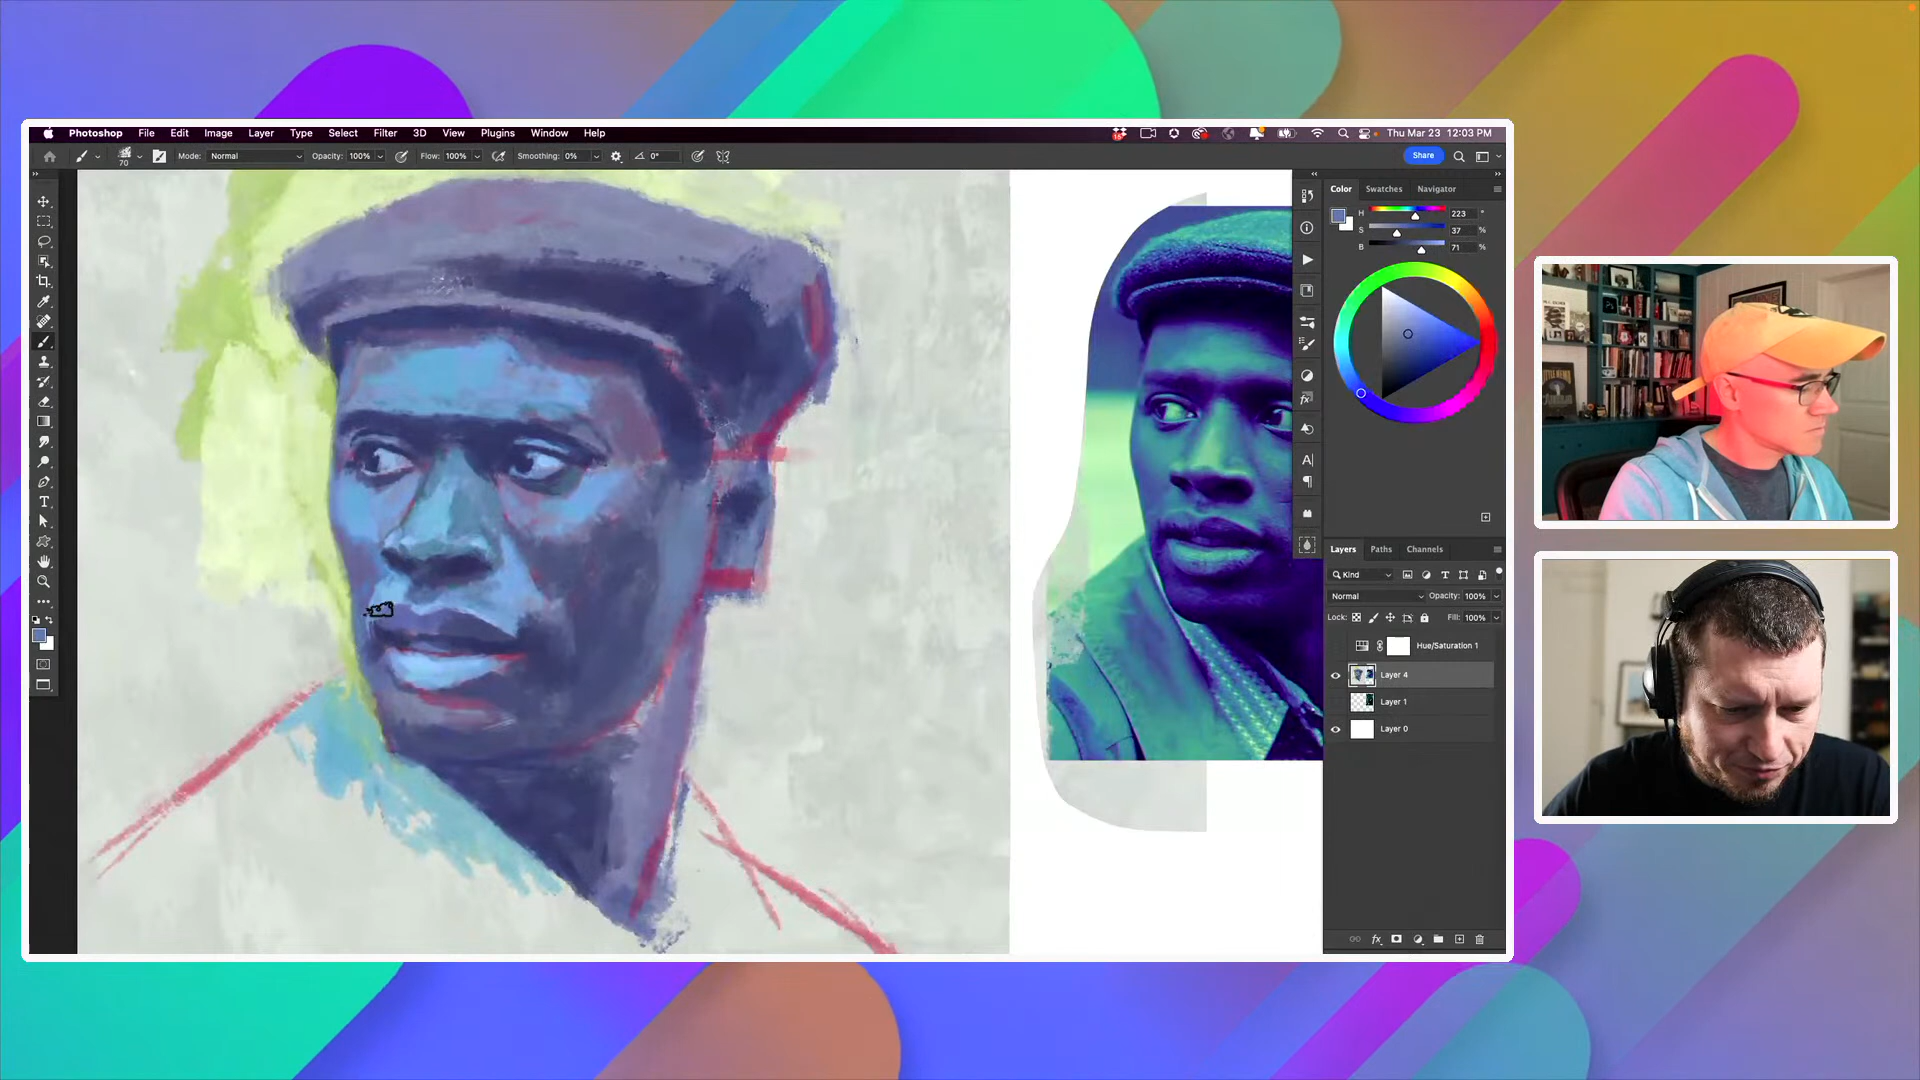 Photoshop File Edit Image Layer Type Select Filter 3D View Plugins Window Help Thu Mar 23 12:03 PM
70 Mode: Normal Opacity: 100% Flow: 100% Smoothing: 0% 0° Share
Color Swatches Navigator
H 223 °
S 37 %
B 71 %
Layers Paths Channels
Kind
Normal Opacity: 100%
Lock: Fill: 100%
Hue/Saturation 1
Layer 4
Layer 1
Layer 0